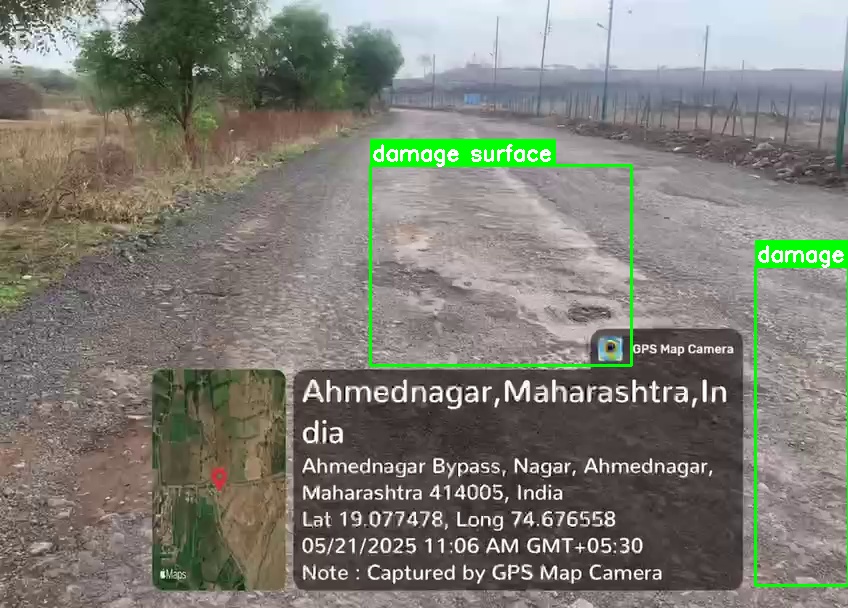 damage surface
damage
GPS Map Camera
Ahmednagar,Maharashtra,In
dia
Ahmednagar Bypass, Nagar, Ahmednagar,
Maharashtra 414005, India
Lat 19.077478, Long 74.676558
05/21/2025 11:06 AM GMT+05:30
Note : Captured by GPS Map Camera
Maps